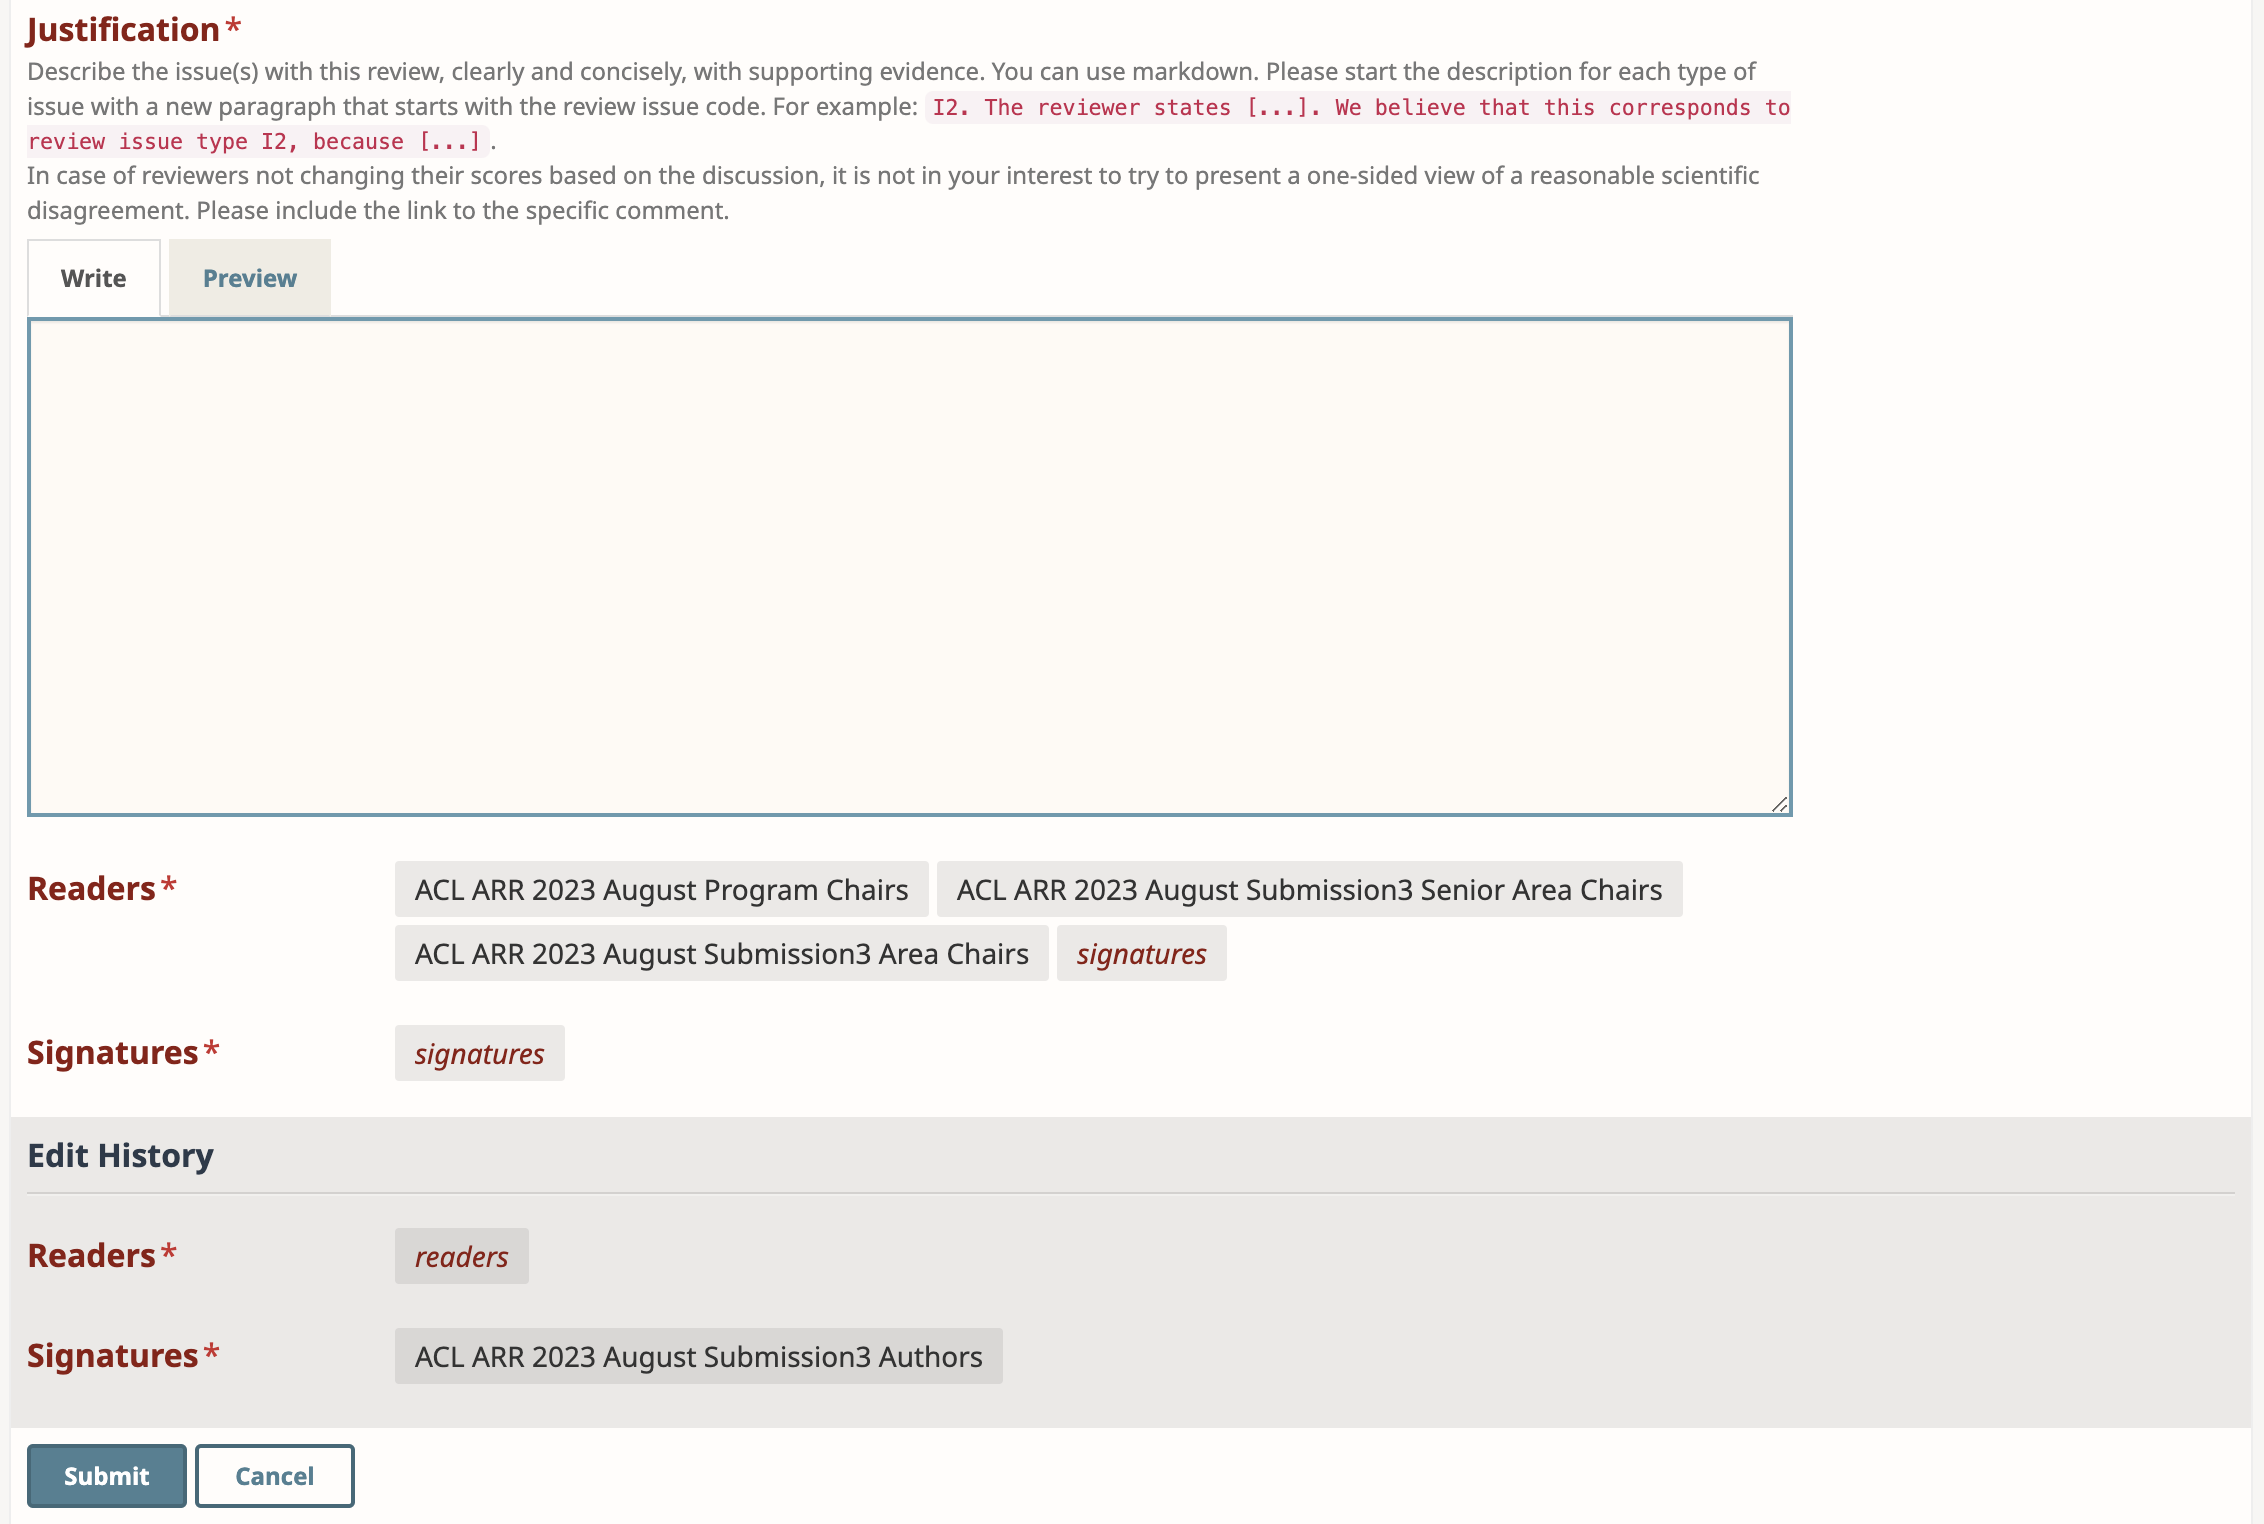 Justification*
Describe the issue(s) with this review, clearly and concisely, with supporting evidence. You can use markdown. Please start the description for each type of
issue with a new paragraph that starts with the review issue code. For example: I2. The reviewer states [...]. We believe that this corresponds to
review issue type I2, because [...].
In case of reviewers not changing their scores based on the discussion, it is not in your interest to try to present a one-sided view of a reasonable scientific
disagreement. Please include the link to the specific comment.
Write Preview
Readers* ACL ARR 2023 August Program Chairs ACL ARR 2023 August Submission3 Senior Area Chairs
ACL ARR 2023 August Submission3 Area Chairs signatures
Signatures* signatures
Edit History
Readers* readers
Signatures* ACL ARR 2023 August Submission3 Authors
Submit Cancel